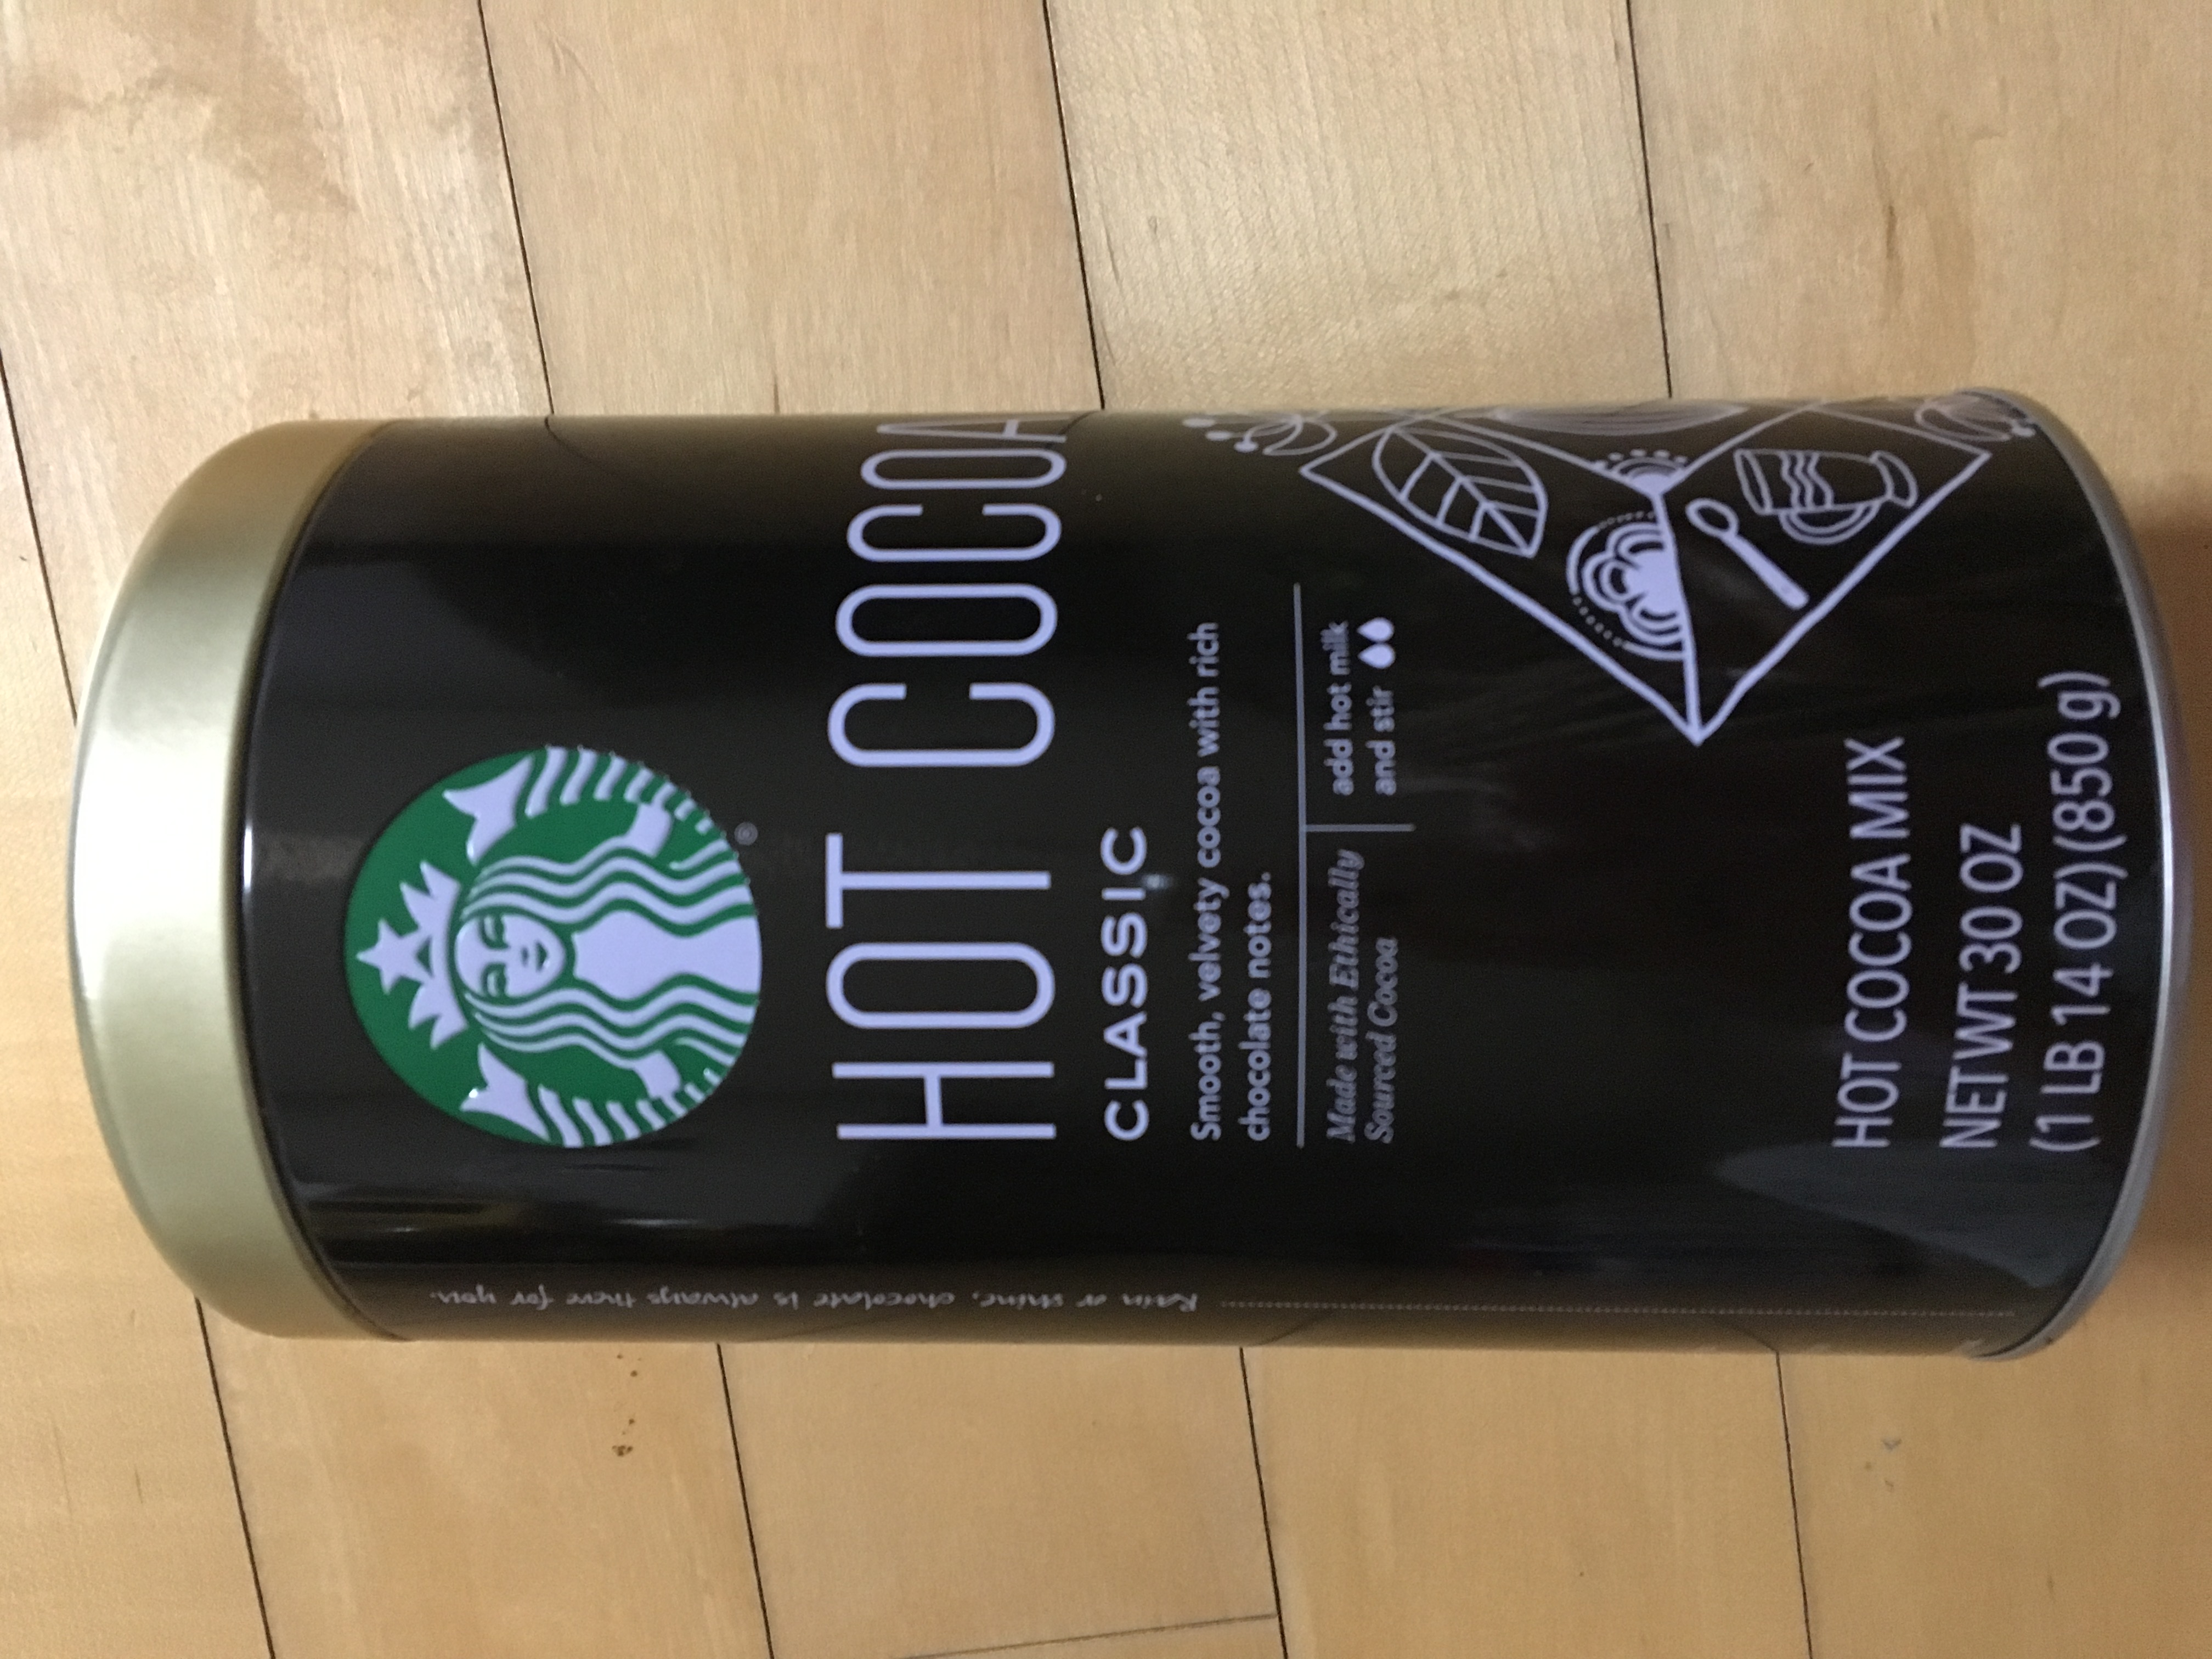 HOT COCOA
CLASSIC
Smooth, velvety cocoa with rich
chocolate notes.
Made with Ethically
Sourced Cocoa
add hot milk
and stir
HOT COCOA MIX
NET WT 30 OZ
(1 LB 14 OZ) (850 g)
Rain or shine, chocolate is always there for you.